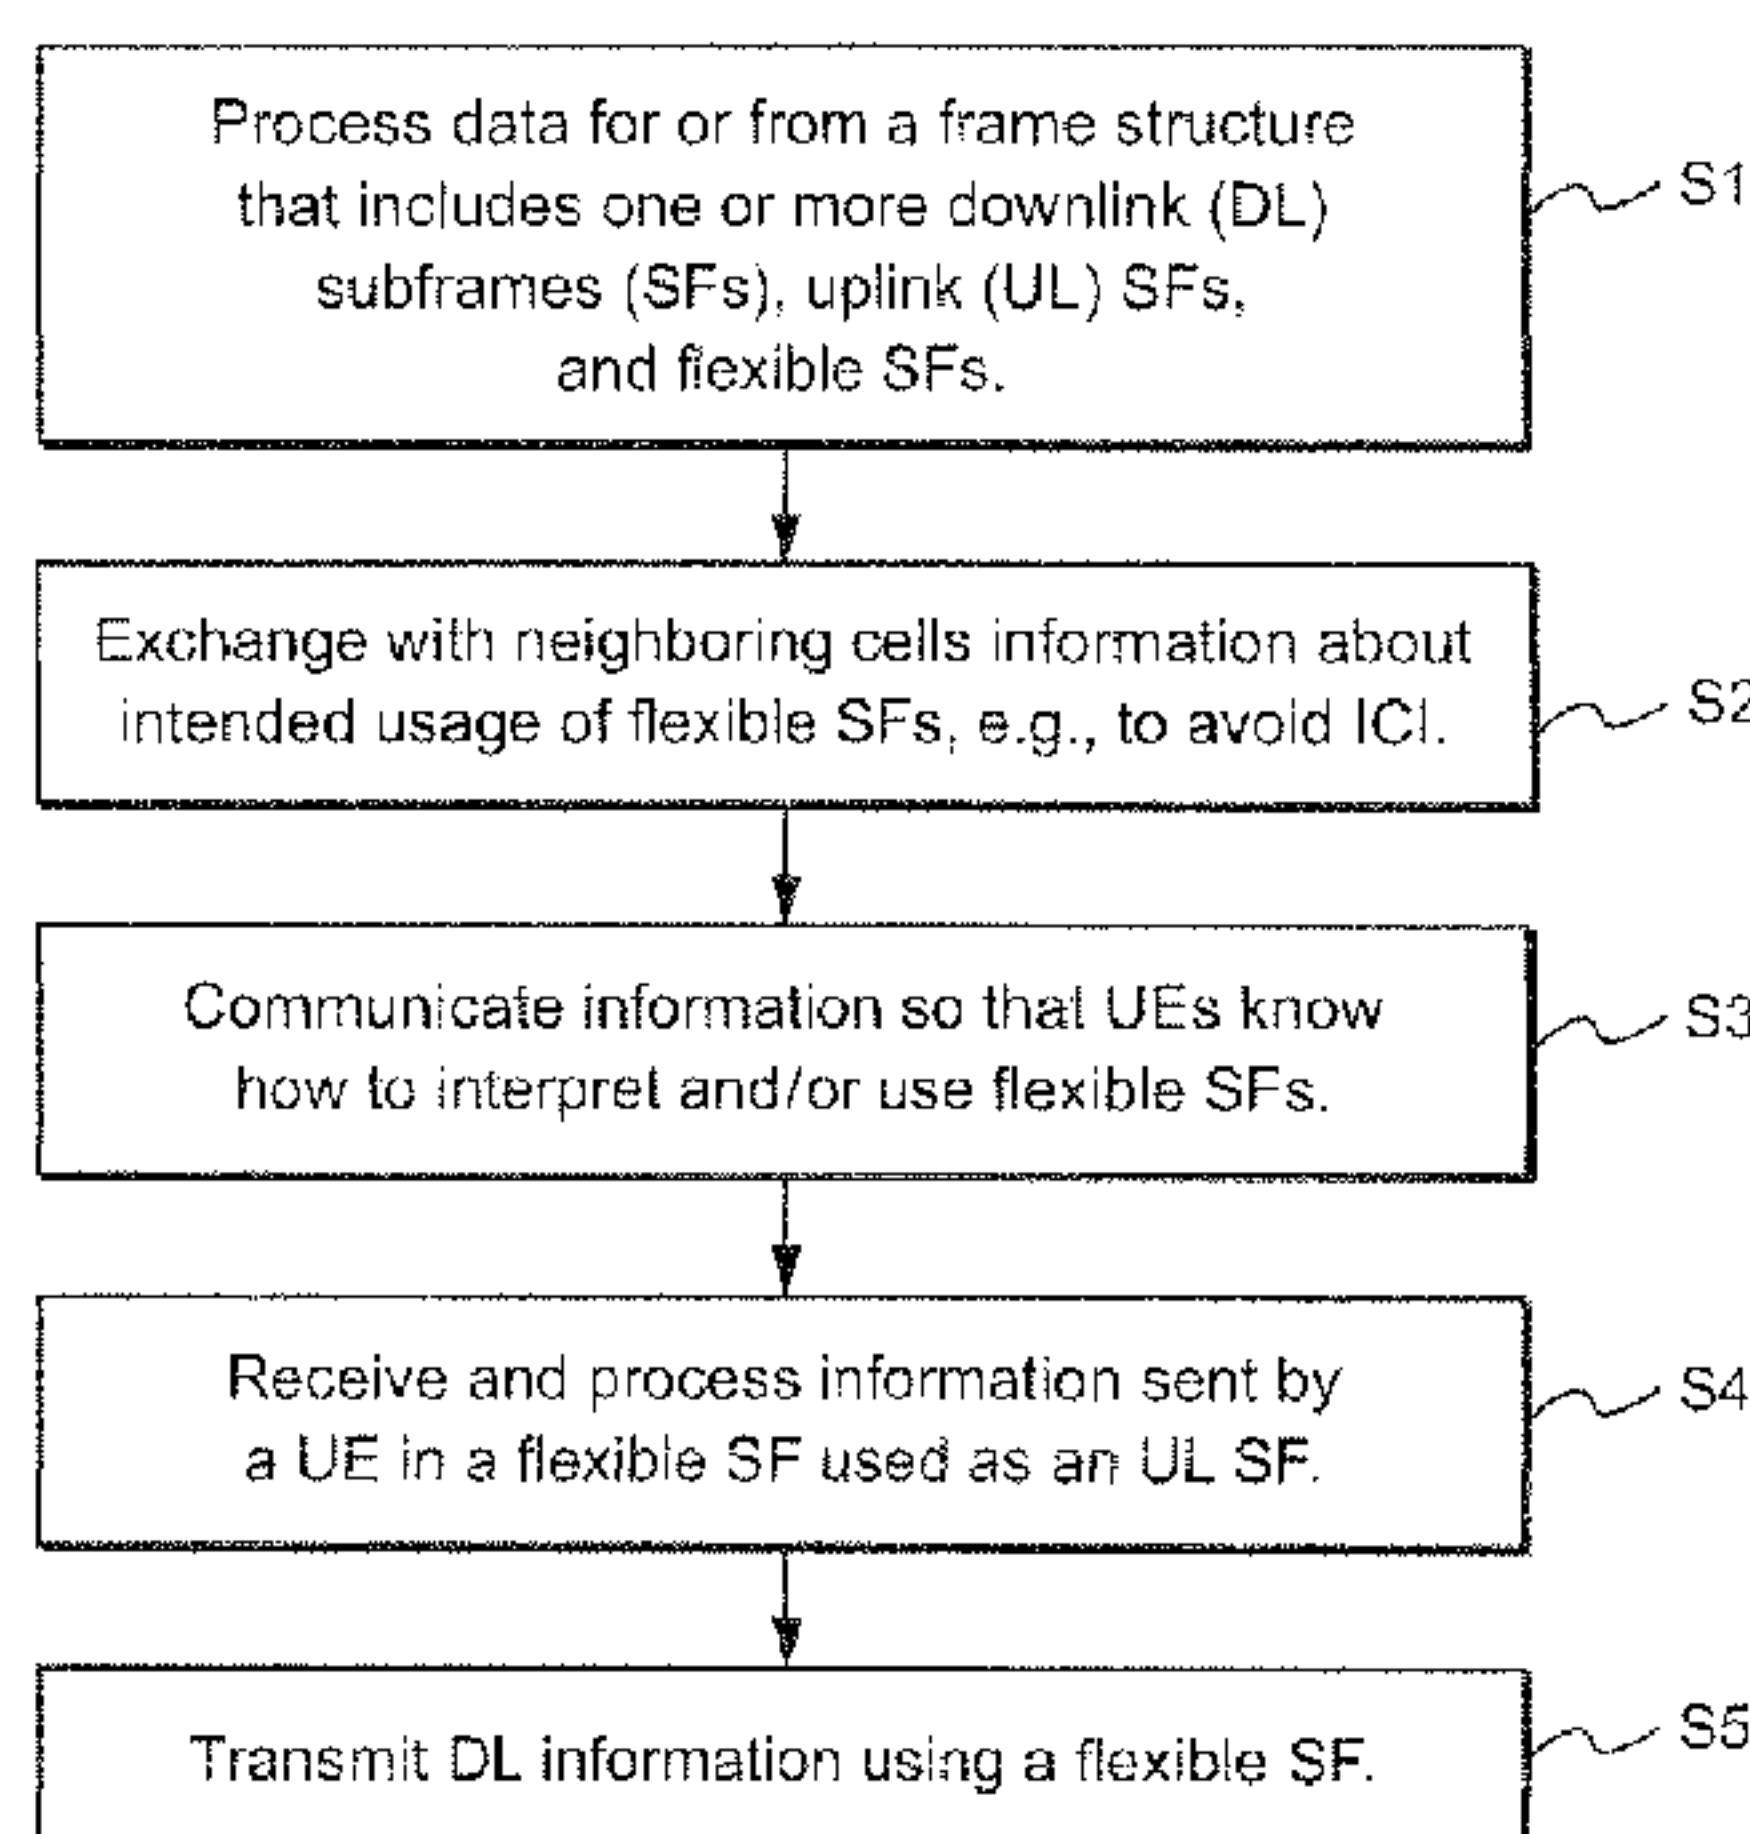 Process data for or from a frame structure
that includes one or more downlink (DL)
subframes (SFs), uplink (UL) SFs,
and flexible SFs.
S1
Exchange with neighboring cells information about
intended usage of flexible SFs, e.g., to avoid ICI.
S2
Communicate information so that UEs know
how to interpret and/or use flexible SFs.
S3
Receive and process information sent by
a UE in a flexible SF used as an UL SF.
S4
Transmit DL information using a flexible SF.
S5